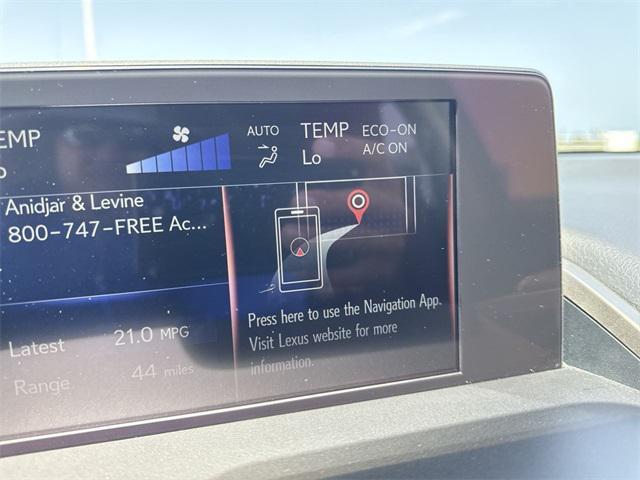 EMP
AUTO
TEMP
ECO-ON
Lo
A/C ON
Anidjar & Levine
800-747-FREE Ac...
Press here to use the Navigation App.
Visit Lexus website for more
information.
Latest 21.0 MPG
Range 44 miles